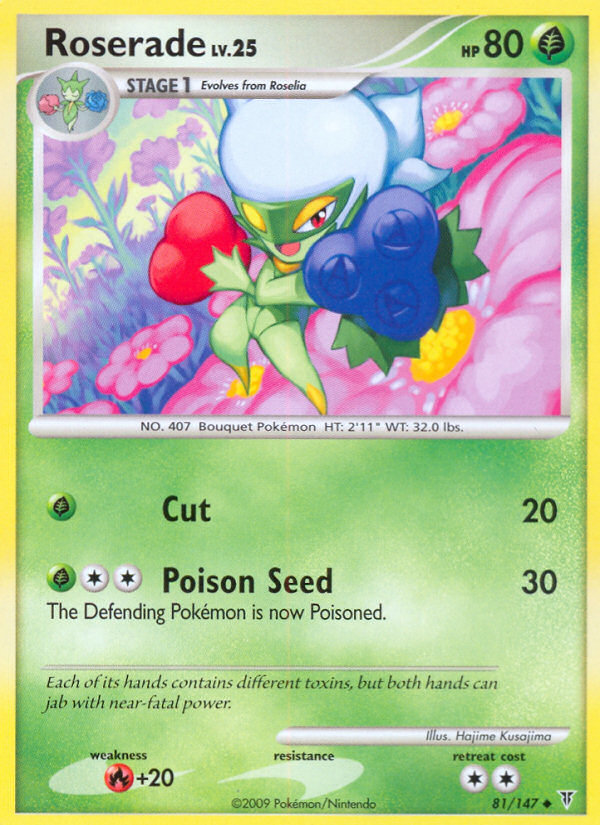 Roserade LV.25 HP 80
STAGE 1 Evolves from Roselia
NO. 407 Bouquet Pokémon HT: 2'11" WT: 32.0 lbs.
Cut 20
Poison Seed 30
The Defending Pokémon is now Poisoned.
Each of its hands contains different toxins, but both hands can
jab with near-fatal power.
Illus. Hajime Kusajima
weakness resistance retreat cost
+20
©2009 Pokémon/Nintendo 81/147